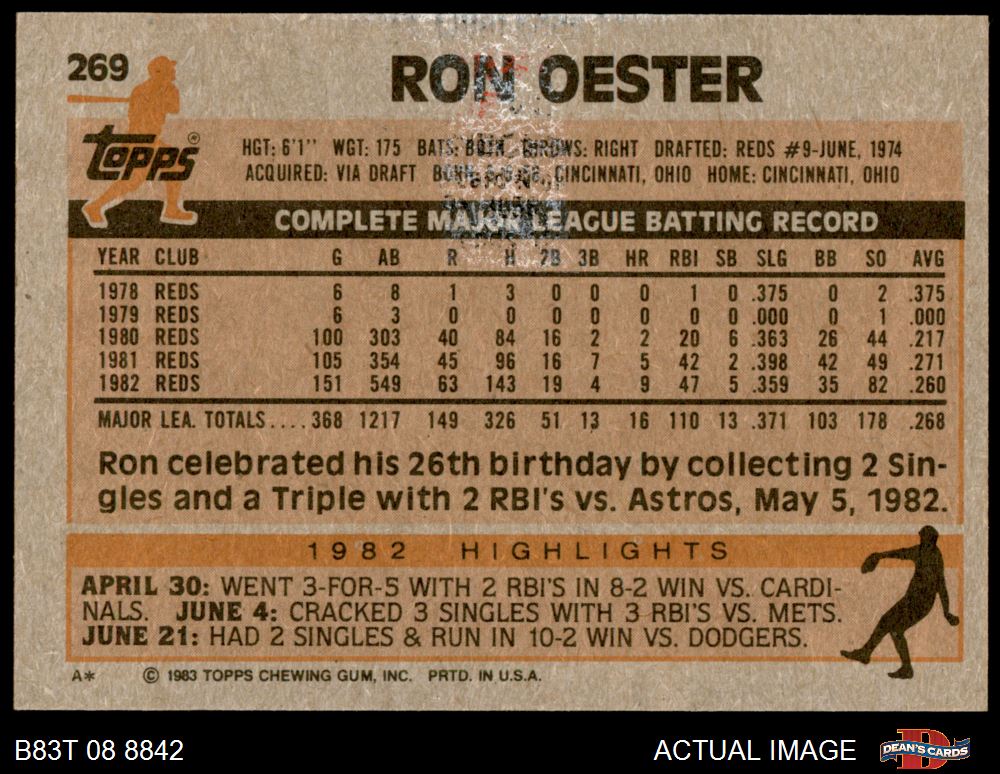 269
RON OESTER
Topps®
HGT: 6'1" WGT: 175 BATS: BOTH THROWS: RIGHT DRAFTED: REDS #9-JUNE, 1974
ACQUIRED: VIA DRAFT BORN: CINCINNATI, OHIO HOME: CINCINNATI, OHIO
COMPLETE MAJOR LEAGUE BATTING RECORD
YEAR CLUB G AB R H 2B 3B HR RBI SB SLG BB SO AVG
1978 REDS 6 8 1 3 0 0 0 1 0 .375 0 2 .375
1979 REDS 6 3 0 0 0 0 0 0 0 .000 0 1 .000
1980 REDS 100 303 40 84 16 2 2 20 6 .363 26 44 .217
1981 REDS 105 354 45 96 16 7 5 42 2 .398 42 49 .271
1982 REDS 151 549 63 143 19 4 9 47 5 .359 35 82 .260
MAJOR LEA. TOTALS....368 1217 149 326 51 13 16 110 13 .371 103 178 .268
Ron celebrated his 26th birthday by collecting 2 Sin-
gles and a Triple with 2 RBI's vs. Astros, May 5, 1982.
1982 HIGHLIGHTS
APRIL 30: WENT 3-FOR-5 WITH 2 RBI'S IN 8-2 WIN VS. CARDI-
NALS. JUNE 4: CRACKED 3 SINGLES WITH 3 RBI'S VS. METS.
JUNE 21: HAD 2 SINGLES & RUN IN 10-2 WIN VS. DODGERS.
A* © 1983 TOPPS CHEWING GUM, INC. PRTD. IN U.S.A.
B83T 08 8842 ACTUAL IMAGE DEAN'S CARDS